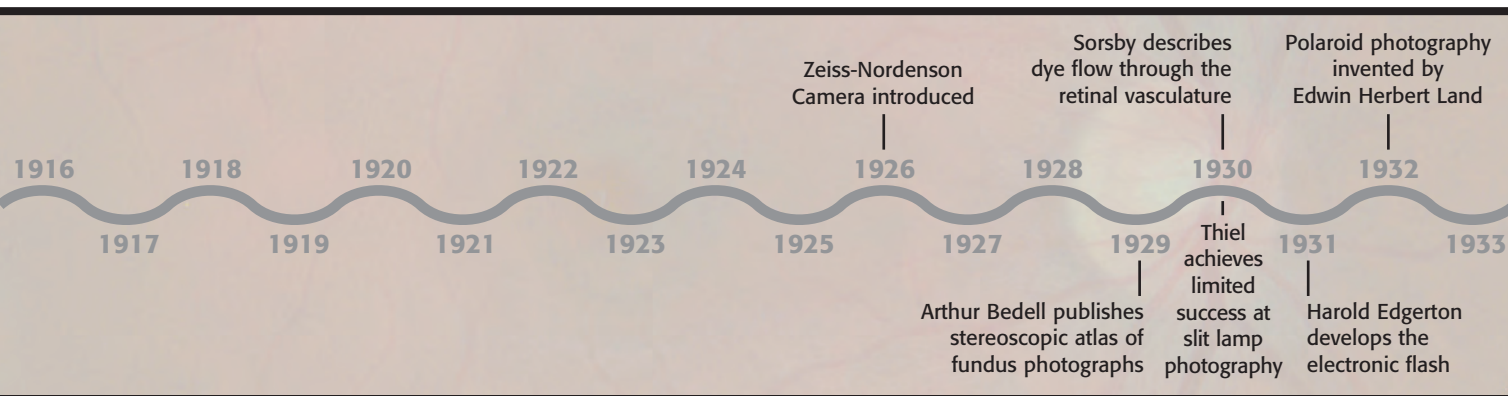 Sorsby describes
dye flow through the
retinal vasculature
Polaroid photography
invented by
Edwin Herbert Land
Zeiss-Nordenson
Camera introduced
1916 1918 1920 1922 1924 1926 1928 1930 1932
1917 1919 1921 1923 1925 1927 1929 1931 1933
Arthur Bedell publishes
stereoscopic atlas of
fundus photographs
Thiel
achieves
limited
success at
slit lamp
photography
Harold Edgerton
develops the
electronic flash